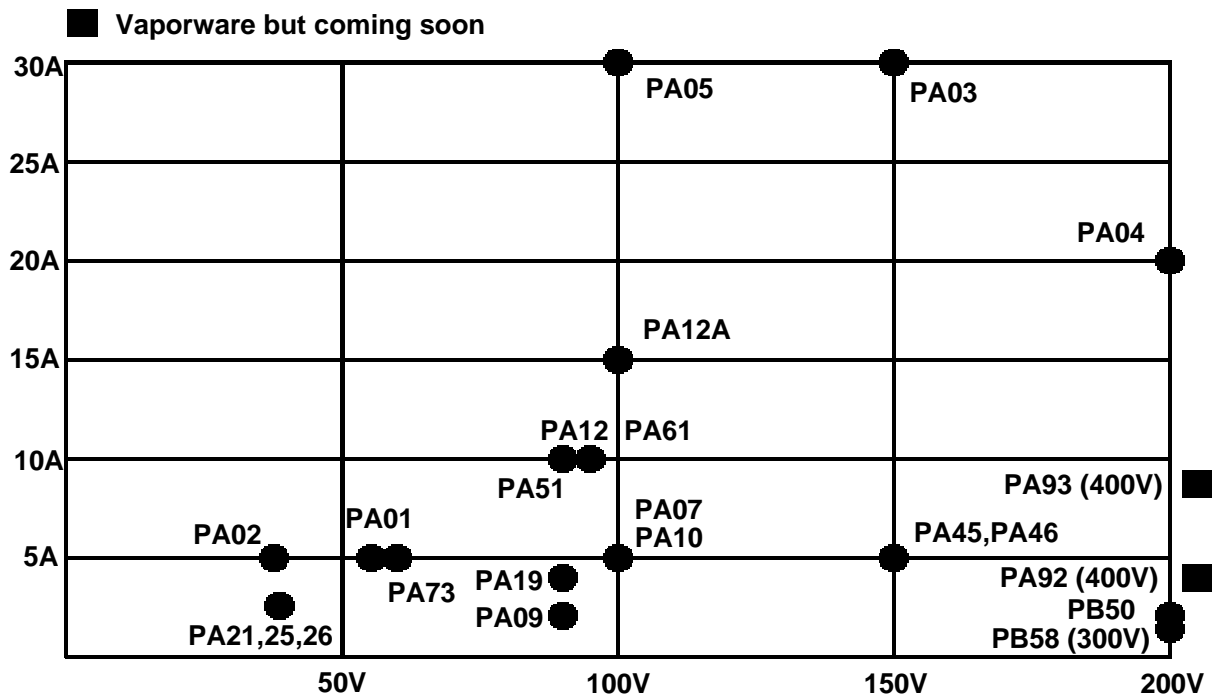 Vaporware but coming soon
30A
PA05
PA03
25A
PA04
20A
PA12A
15A
PA12
PA61
10A
PA51
PA93 (400V)
PA07
PA02
PA01
PA10
PA45,PA46
5A
PA19
PA73
PA92 (400V)
PA09
PB50
PA21,25,26
PB58 (300V)
50V
100V
150V
200V